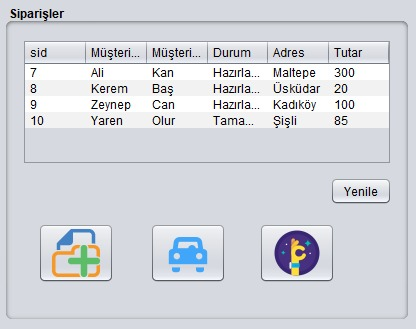 Siparişler
sid Müşteri... Müşteri... Durum Adres Tutar
7 Ali Kan Hazırla... Maltepe 300
8 Kerem Baş Hazırla... Üsküdar 20
9 Zeynep Can Hazırla... Kadıköy 100
10 Yaren Olur Tama... Şişli 85
Yenile